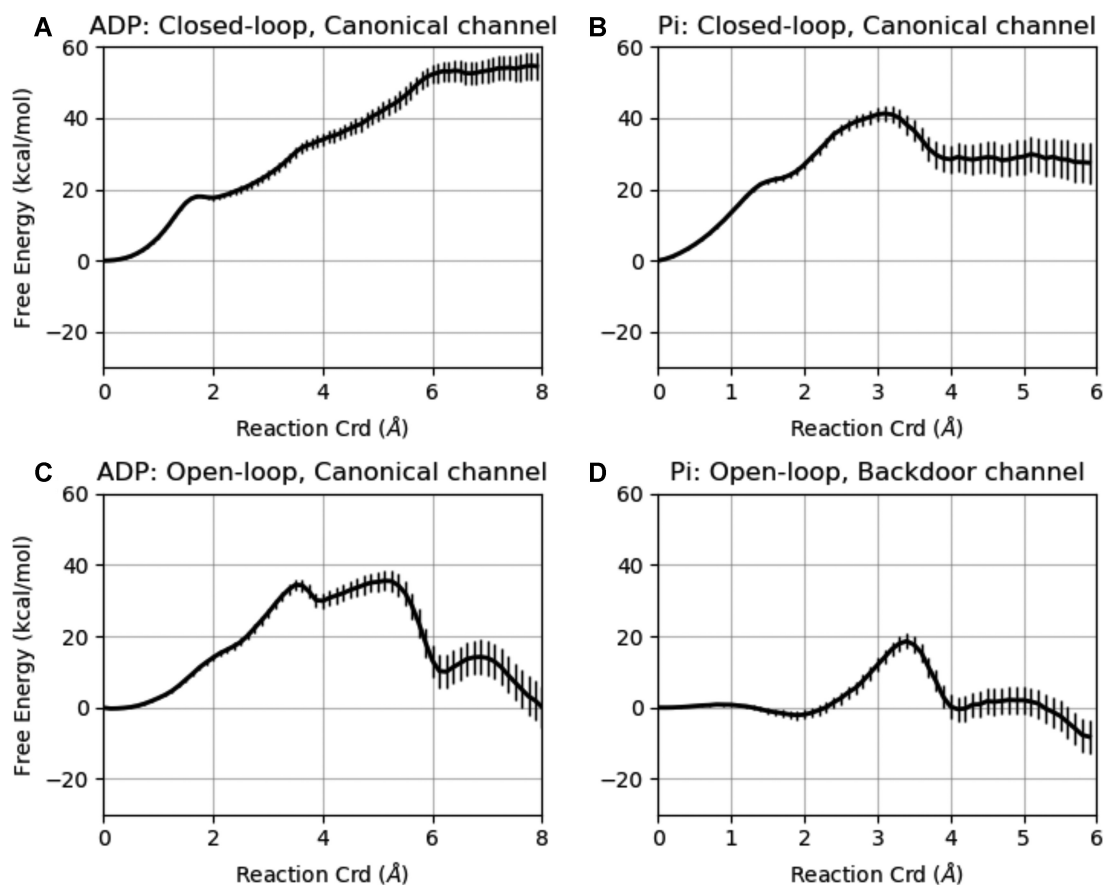 A ADP: Closed-loop, Canonical channel
60
40
20
0
−20
Free Energy (kcal/mol)
0 2 4 6 8
Reaction Crd (Å)
B Pi: Closed-loop, Canonical channel
60
40
20
0
−20
0 1 2 3 4 5 6
Reaction Crd (Å)
C ADP: Open-loop, Canonical channel
60
40
20
0
−20
Free Energy (kcal/mol)
0 2 4 6 8
Reaction Crd (Å)
D Pi: Open-loop, Backdoor channel
60
40
20
0
−20
0 1 2 3 4 5 6
Reaction Crd (Å)